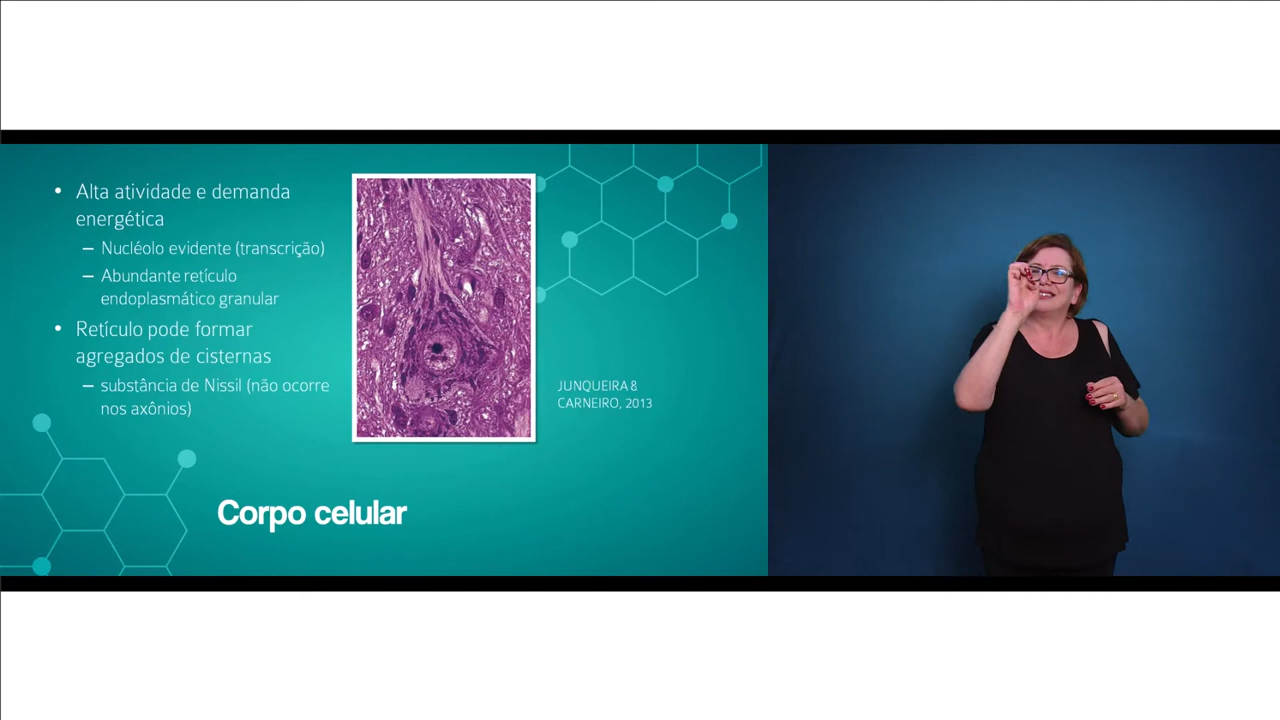 • Alta atividade e demanda
energética
– Nucléolo evidente (transcrição)
– Abundante retículo
endoplasmático granular
• Retículo pode formar
agregados de cisternas
– substância de Nissil (não ocorre
nos axônios)
JUNQUEIRA &
CARNEIRO, 2013
Corpo celular